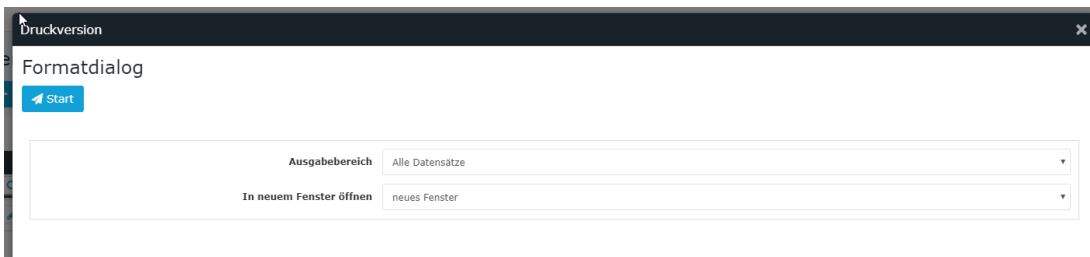 Druckversion
Formatdialog
Start
Ausgabebereich Alle Datensätze
In neuem Fenster öffnen neues Fenster